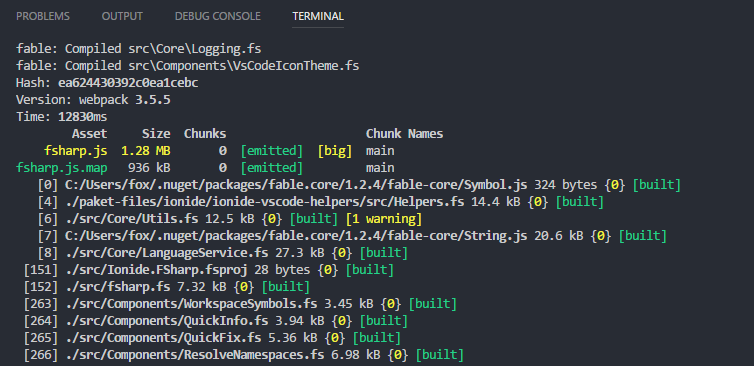 PROBLEMS OUTPUT DEBUG CONSOLE TERMINAL
fable: Compiled src\Core\Logging.fs
fable: Compiled src\Components\VsCodeIconTheme.fs
Hash: ea624430392c0ea1cebc
Version: webpack 3.5.5
Time: 12830ms
Asset Size Chunks Chunk Names
fsharp.js 1.28 MB 0 [emitted] [big] main
fsharp.js.map 936 kB 0 [emitted] main
[0] C:/Users/fox/.nuget/packages/fable.core/1.2.4/fable-core/Symbol.js 324 bytes {0} [built]
[4] ./paket-files/ionide/ionide-vscode-helpers/src/Helpers.fs 14.4 kB {0} [built]
[6] ./src/Core/Utils.fs 12.5 kB {0} [built] [1 warning]
[7] C:/Users/fox/.nuget/packages/fable.core/1.2.4/fable-core/String.js 20.6 kB {0} [built]
[8] ./src/Core/LanguageService.fs 27.3 kB {0} [built]
[151] ./src/Ionide.FSharp.fsproj 28 bytes {0} [built]
[152] ./src/fsharp.fs 7.32 kB {0} [built]
[263] ./src/Components/WorkspaceSymbols.fs 3.45 kB {0} [built]
[264] ./src/Components/QuickInfo.fs 3.94 kB {0} [built]
[265] ./src/Components/QuickFix.fs 5.36 kB {0} [built]
[266] ./src/Components/ResolveNamespaces.fs 6.98 kB {0} [built]